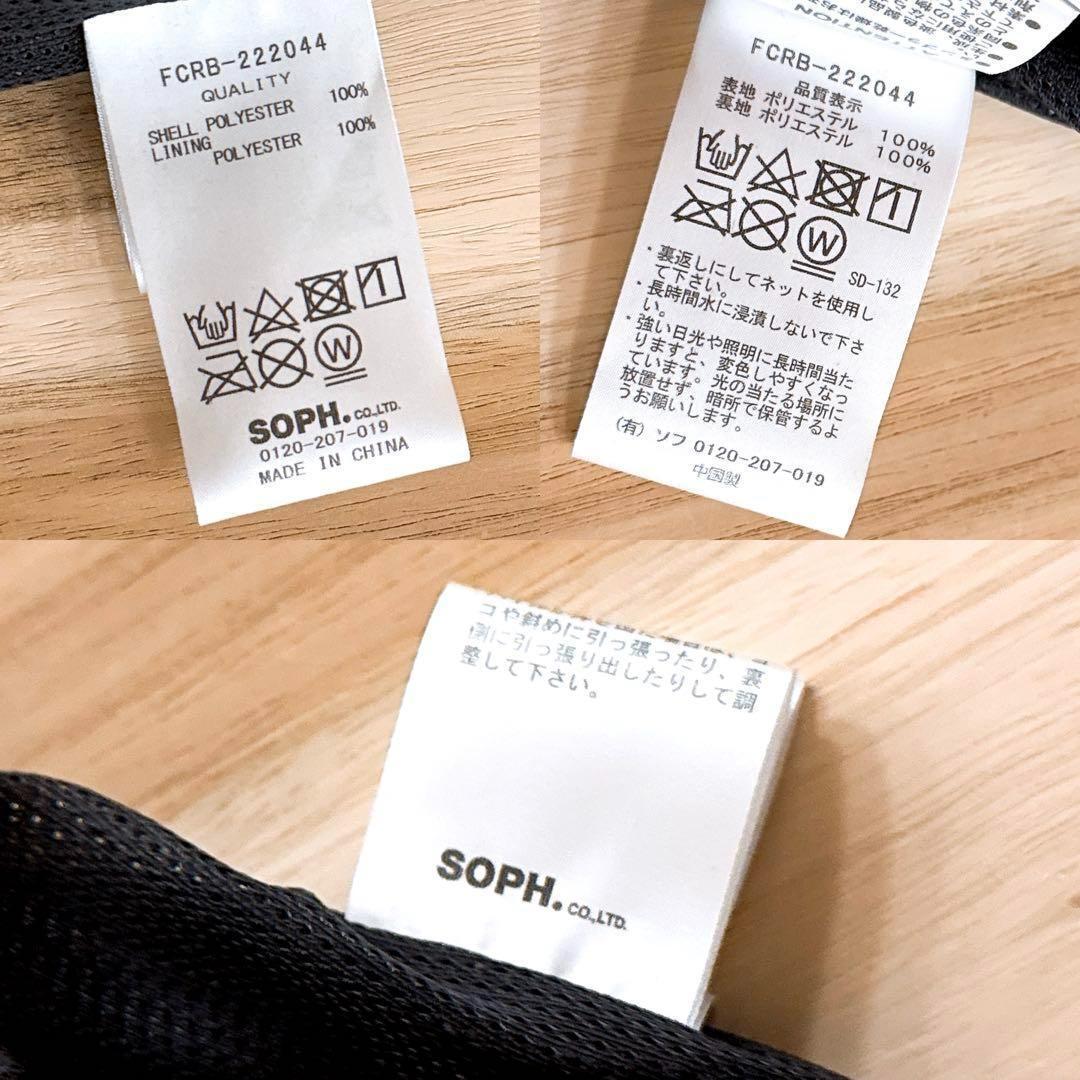 FCRB-222044
QUALITY
SHELL POLYESTER 100%
LINING POLYESTER 100%
W
SOPH. CO.,LTD.
0120-207-019
MADE IN CHINA
FCRB-222044
品質表示
表地 ポリエステル 100%
裏地 ポリエステル 100%
W
SD-132
・裏返しにしてネットを使用し
て下さい。
・長時間水に浸漬しないで下さ
い。
・強い日光や照明に長時間当た
りますと、変色しやすくなっ
ています。光の当たる場所に
放置せず、暗所で保管するよ
うお願いします。
(有) ソフ 0120-207-019
中国製
コや斜めに引っ張ったり、裏
側に引っ張り出したりして調
整して下さい。
SOPH. CO.,LTD.